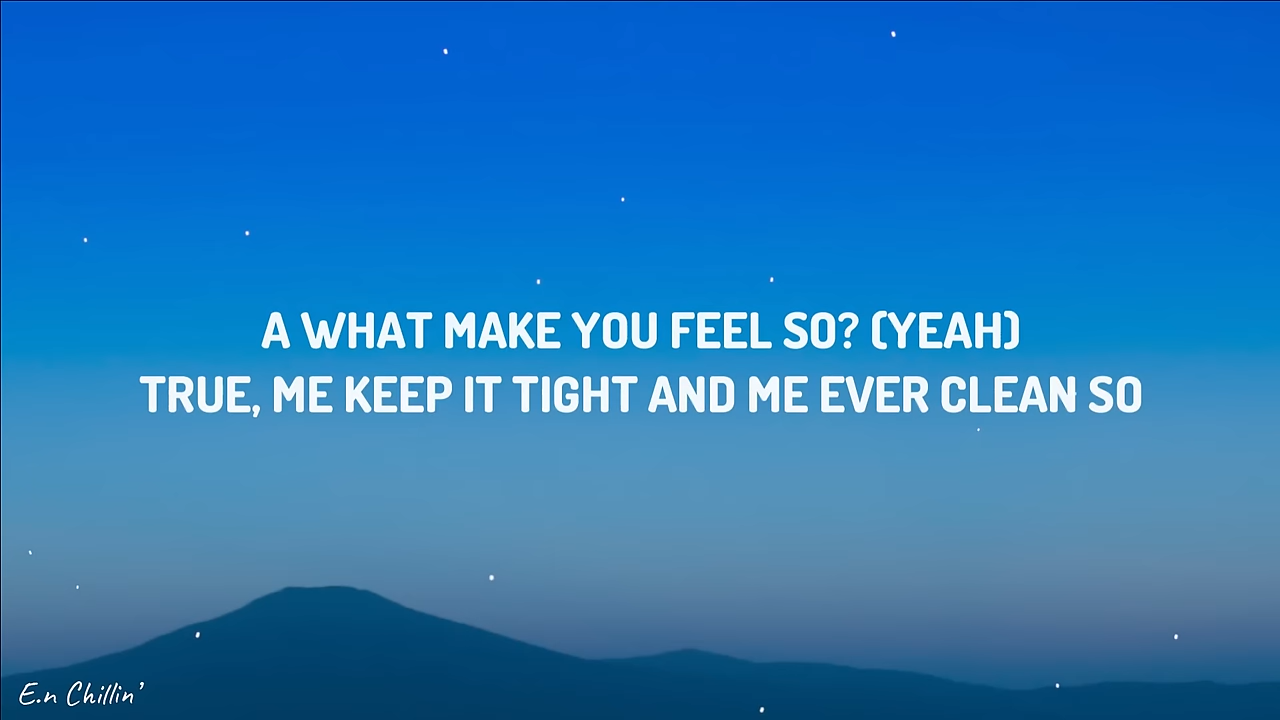 A WHAT MAKE YOU FEEL SO? (YEAH)
TRUE, ME KEEP IT TIGHT AND ME EVER CLEAN SO
E.n Chillin'